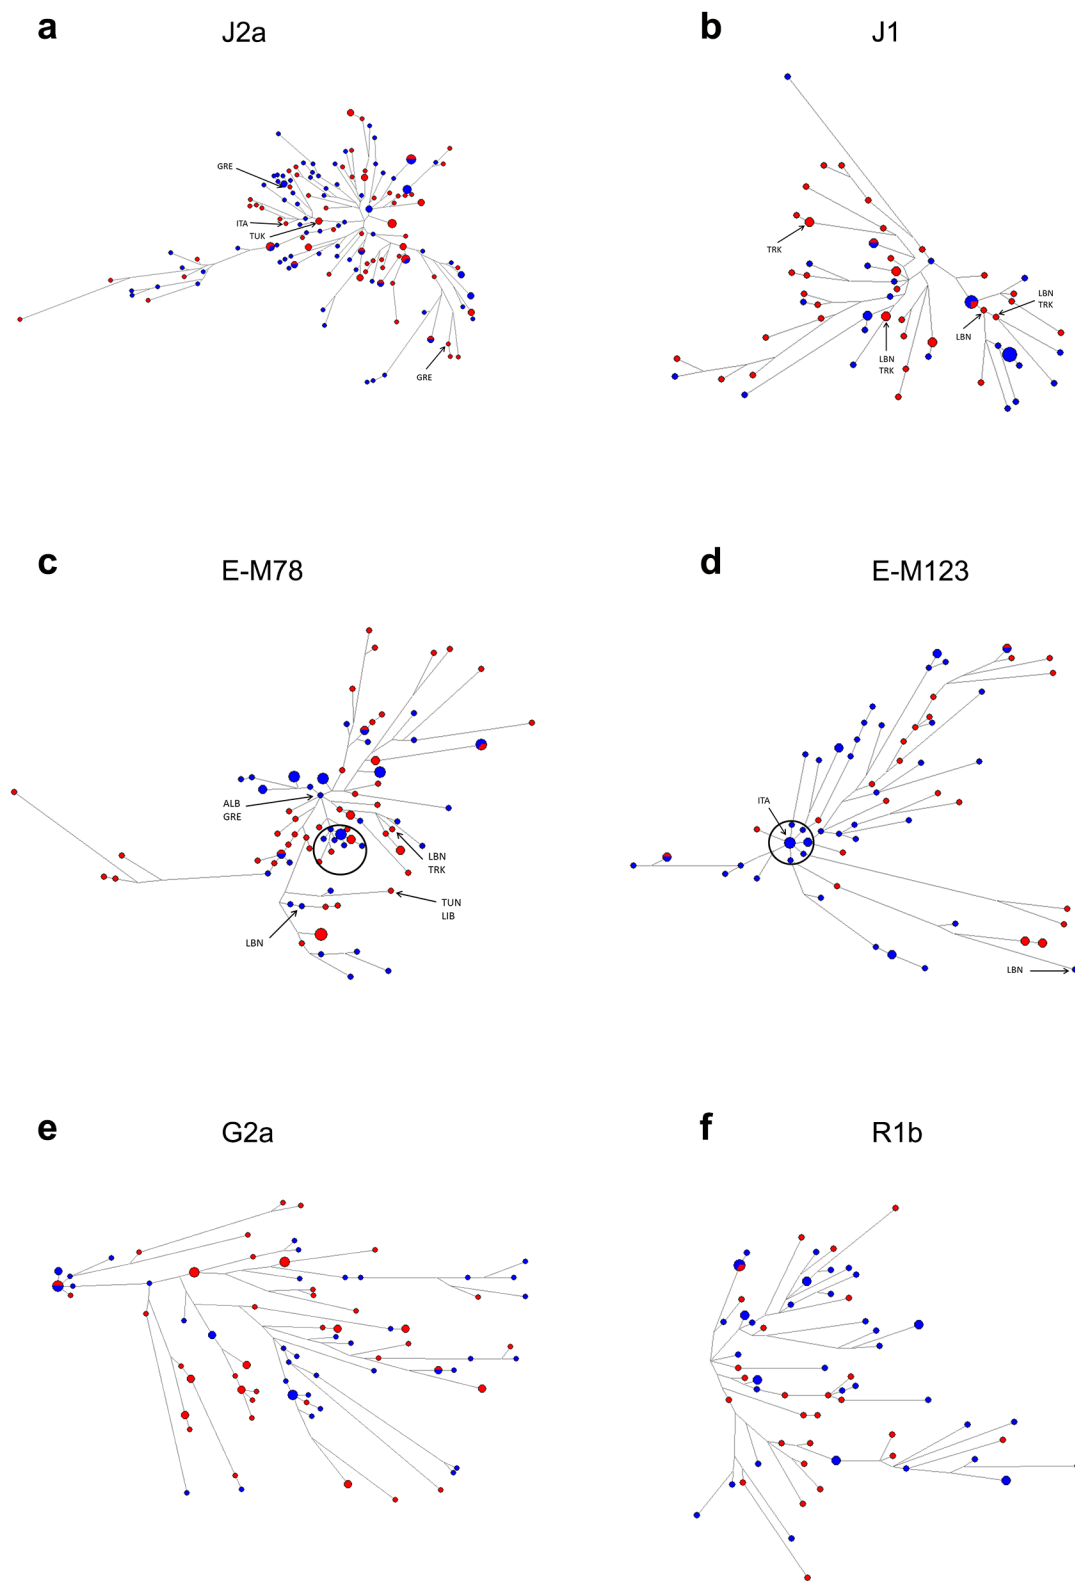 a
J2a
GRE
ITA
TUK
GRE
b
J1
TRK
LBN
TRK
LBN
LBN
TRK
c
E-M78
ALB
GRE
LBN
TRK
TUN
LIB
LBN
d
E-M123
ITA
LBN
e
G2a
f
R1b